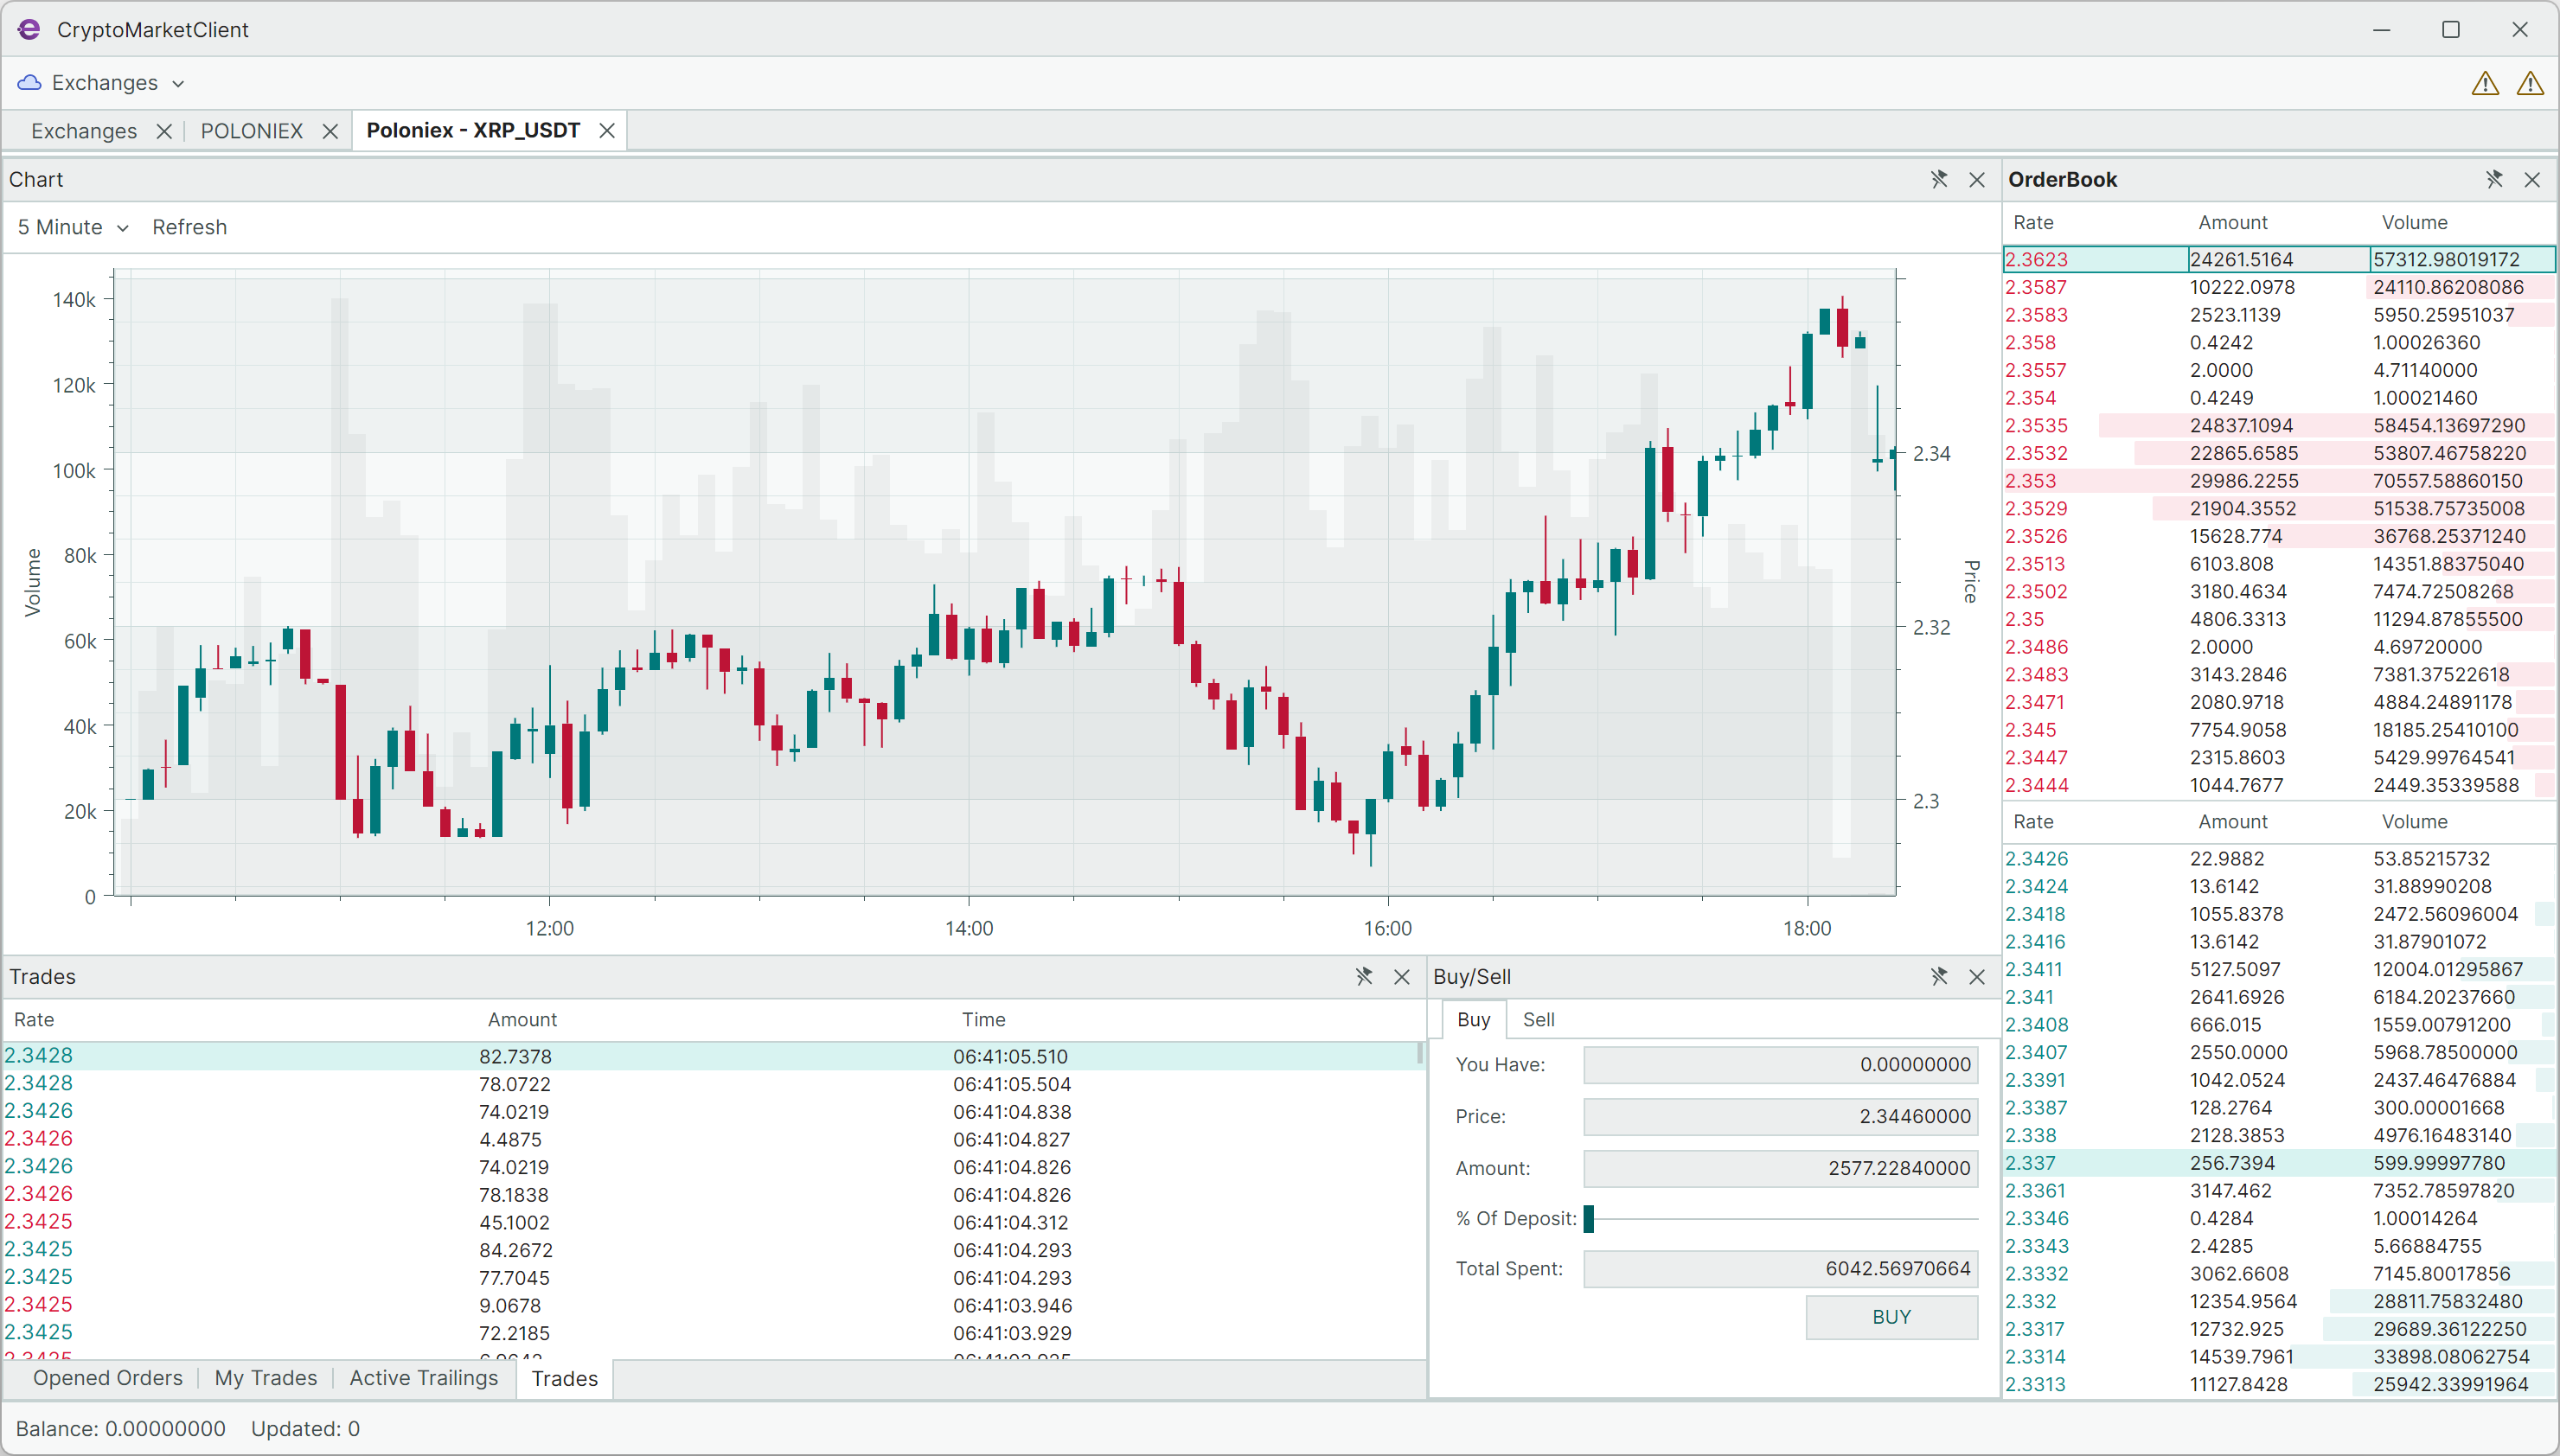 CryptoMarketClient
Exchanges
Exchanges POLONIEX Poloniex - XRP_USDT
Chart
5 Minute Refresh
140k
120k
100k
80k
60k
40k
20k
0
Volume
12:00 14:00 16:00 18:00
2.34
2.32
2.3
Price
OrderBook
Rate Amount Volume
2.3623 24261.5164 57312.98019172
2.3587 10222.0978 24110.86208086
2.3583 2523.1139 5950.25951037
2.358 0.4242 1.00026360
2.3557 2.0000 4.71140000
2.354 0.4249 1.00021460
2.3535 24837.1094 58454.13697290
2.3532 22865.6585 53807.46758220
2.353 29986.2255 70557.58860150
2.3529 21904.3552 51538.75735008
2.3526 15628.774 36768.25371240
2.3513 6103.808 14351.88375040
2.3502 3180.4634 7474.72508268
2.35 4806.3313 11294.87855500
2.3486 2.0000 4.69720000
2.3483 3143.2846 7381.37522618
2.3471 2080.9718 4884.24891178
2.345 7754.9058 18185.25410100
2.3447 2315.8603 5429.99764541
2.3444 1044.7677 2449.35339588
Rate Amount Volume
2.3426 22.9882 53.85215732
2.3424 13.6142 31.88990208
2.3418 1055.8378 2472.56096004
2.3416 13.6142 31.87901072
2.3411 5127.5097 12004.01295867
2.341 2641.6926 6184.20237660
2.3408 666.015 1559.00791200
2.3407 2550.0000 5968.78500000
2.3391 1042.0524 2437.46476884
2.3387 128.2764 300.00001668
2.338 2128.3853 4976.16483140
2.337 256.7394 599.99997780
2.3361 3147.462 7352.78597820
2.3346 0.4284 1.00014264
2.3343 2.4285 5.66884755
2.3332 3062.6608 7145.80017856
2.332 12354.9564 28811.75832480
2.3317 12732.925 29689.36122250
2.3314 14539.7961 33898.08062754
2.3313 11127.8428 25942.33991964
Trades
Rate Amount Time
2.3428 82.7378 06:41:05.510
2.3428 78.0722 06:41:05.504
2.3426 74.0219 06:41:04.838
2.3426 4.4875 06:41:04.827
2.3426 74.0219 06:41:04.826
2.3426 78.1838 06:41:04.826
2.3425 45.1002 06:41:04.312
2.3425 84.2672 06:41:04.293
2.3425 77.7045 06:41:04.293
2.3425 9.0678 06:41:03.946
2.3425 72.2185 06:41:03.929
Opened Orders My Trades Active Trailings Trades
Buy/Sell
Buy Sell
You Have: 0.00000000
Price: 2.34460000
Amount: 2577.22840000
% Of Deposit:
Total Spent: 6042.56970664
BUY
Balance: 0.00000000 Updated: 0